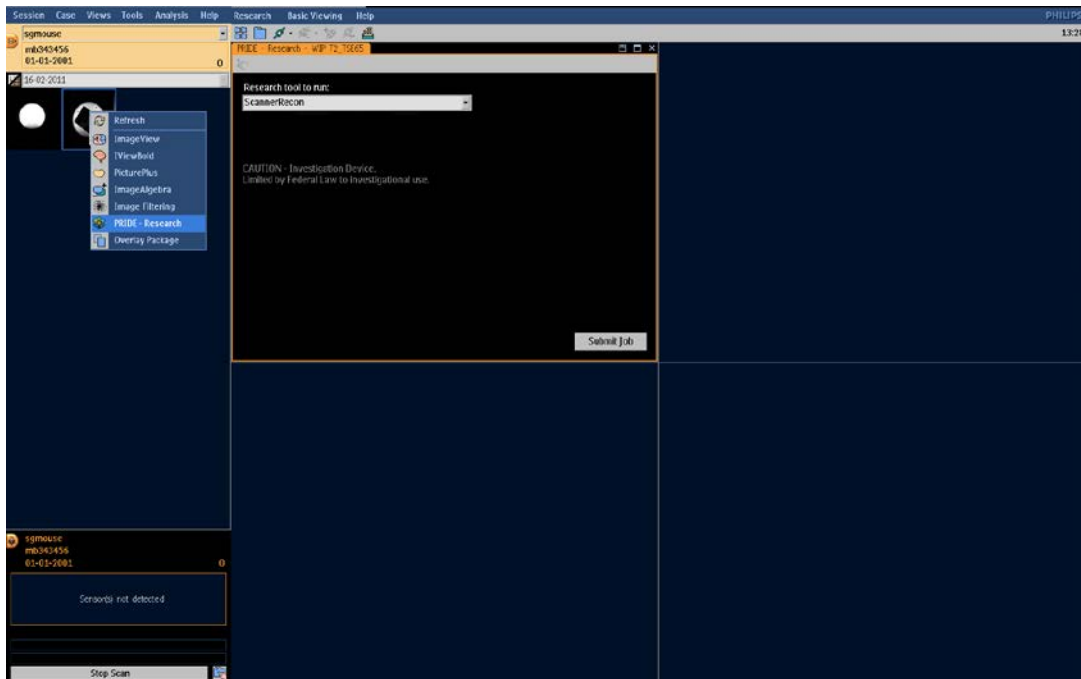 Session Case Views Tools Analysis Help Research Basic Viewing Help PHILIPS
sgmouse
mb343456
01-01-2001 0
16-02-2011
PRIDE - Research - WIP T2_TSE65
Research tool to run:
ScannerRecon
CAUTION - Investigation Device.
Limited by Federal Law to investigational use.
Submit Job
Refresh
ImageView
IViewBold
PicturePlus
ImageAlgebra
Image Filtering
PRIDE - Research
Overlay Package
sgmouse
mb343456
01-01-2001 0
Sensor(s) not detected
Stop Scan